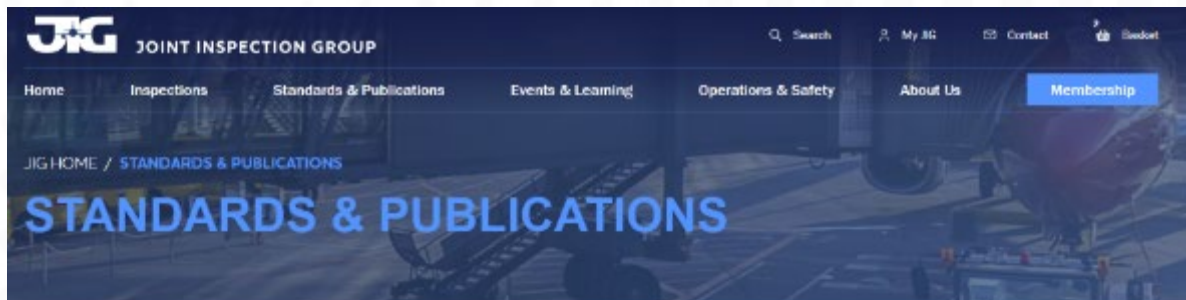 JIG JOINT INSPECTION GROUP
Search My JIG Contact Basket
Home Inspections Standards & Publications Events & Learning Operations & Safety About Us Membership
JIG HOME / STANDARDS & PUBLICATIONS
STANDARDS & PUBLICATIONS